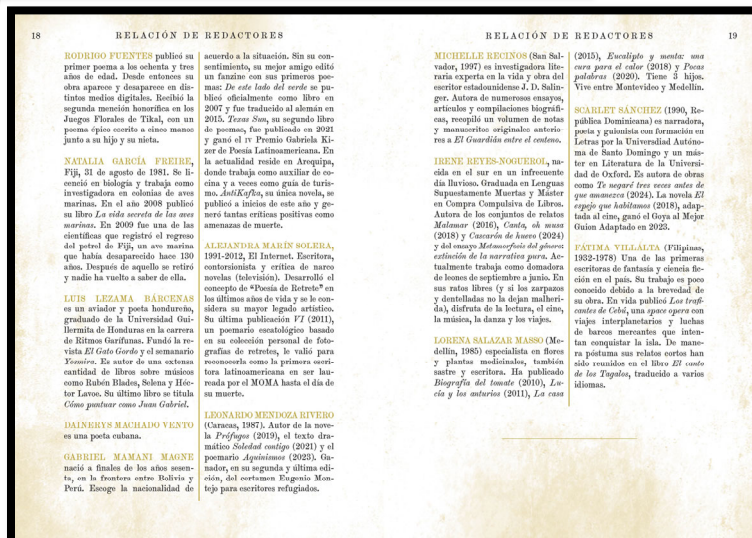 18
RELACIÓN DE REDACTORES
RODRIGO FUENTES publicó su
primer poema a los ochenta y tres
años de edad. Desde entonces su
obra aparece y desaparece en dis-
tintos medios digitales. Recibió la
segunda mención honorífica en los
Juegos Florales de Tikal, con un
poema épico escrito a cinco manos
junto a su hijo y su nieta.
NATALIA GARCÍA FREIRE,
Fiji, 31 de agosto de 1981. Se li-
cenció en biología y trabaja como
investigadora en colonias de aves
marinas. En el año 2008 publicó
su libro La vida secreta de las aves
marinas. En 2009 fue una de las
científicas que registró el regreso
del petrel de Fiji, un ave marina
que había desaparecido hace 130
años. Después de aquello se retiró
y nadie ha vuelto a saber de ella.
LUIS LEZAMA BÁRCENAS
es un aviador y poeta hondureño,
graduado de la Universidad Gui-
llermita de Honduras en la carrera
de Ritmos Garífunas. Fundó la re-
vista El Gato Gordo y el semanario
Yosmira. Es autor de una extensa
cantidad de libros sobre músicos
como Rubén Blades, Selena y Héc-
tor Lavoe. Su último libro se titula
Cómo puntuar como Juan Gabriel.
DAINERYS MACHADO VENTO
es una poeta cubana.
GABRIEL MAMANI MAGNE
nació a finales de los años sesen-
ta, en la frontera entre Bolivia y
Perú. Escoge la nacionalidad de
acuerdo a la situación. Sin su con-
sentimiento, su mejor amigo editó
un fanzine con sus primeros poe-
mas: De este lado del verso se pu-
blicó oficialmente como libro en
2007 y fue traducido al alemán en
2015. Texas Sun, su segundo libro
de poemas, fue publicado en 2021
y ganó el IV Premio Gabriela Ki-
zer de Poesía Latinoamericana. En
la actualidad reside en Arequipa,
donde trabaja como auxiliar de co-
cina y a veces como guía de turis-
mo. AntiKafka, su única novela, se
publicó a inicios de este año y ge-
neró tantas críticas positivas como
amenazas de muerte.
ALEJANDRA MARÍN SOLERA,
1991-2012, El Internet. Escritora,
contorsionista y crítica de narco
novelas (televisión). Desarrolló el
concepto de "Poesía de Retrete" en
los últimos años de vida y se le con-
sidera su mayor legado artístico.
Su última publicación VI (2011),
un poemario escatológico basado
en su colección personal de foto-
grafías de retretes, le valió para
reconocerla como la primera escri-
tora latinoamericana en ser lau-
reada por el MOMA hasta el día de
su muerte.
LEONARDO MENDOZA RIVERO
(Caracas, 1987). Autor de la nove-
la Prófugos (2019), el texto dra-
mático Soledad contigo (2021) y el
poemario Aquinismos (2023). Ga-
nador, en su segunda y última edi-
ción, del certamen Eugenio Mon-
tejo para escritores refugiados.
RELACIÓN DE REDACTORES
19
MICHELLE RECINOS (San Sal-
vador, 1997) es investigadora lite-
raria experta en la vida y obra del
escritor estadounidense J. D. Salin-
ger. Autora de numerosos ensayos,
artículos y compilaciones biográfi-
cas, recopiló un volumen de notas
y manuscritos originales anterio-
res a El Guardián entre el centeno.
IRENE REYES-NOGUEROL, na-
cida en el sur en un infrecuente
día lluvioso. Graduada en Lenguas
Supuestamente Muertas y Máster
en Compra Compulsiva de Libros.
Autora de los conjuntos de relatos
Malamar (2016), Canta, oh musa
(2018) y Cascarón de huevo (2024)
y del ensayo Metamorfosis del género:
extinción de la narrativa pura. Ac-
tualmente trabaja como domadora
de leones de septiembre a junio. En
sus ratos libres (y si los zarpazos
y dentelladas no la dejan malheri-
da), disfruta de la lectura, el cine,
la música, la danza y los viajes.
LORENA SALAZAR MASSO (Me-
dellín, 1985) especialista en flores
y plantas medicinales, también
sastre y escritora. Ha publicado
Biografía del tomate (2010), Lu-
cía y los anturios (2011), La casa
(2015), Eucalipto y menta: una
cura para el calor (2018) y Pocas
palabras (2020). Tiene 3 hijos.
Vive entre Montevideo y Medellín.
SCARLET SÁNCHEZ (1990, Re-
pública Dominicana) es narradora,
poeta y guionista con formación en
Letras por la Universdiad Autóno-
ma de Santo Domingo y un más-
ter en Literatura de la Universi-
dad de Oxford. Es autora de obras
como Te negaré tres veces antes de
que amanezca (2024). La novela El
espejo que habitamos (2018), adap-
tada al cine, ganó el Goya al Mejor
Guion Adaptado en 2023.
FÁTIMA VILLALTA (Filipinas,
1932-1978) Una de las primeras
escritoras de fantasía y ciencia fic-
ción en el país. Su trabajo es poco
conocido debido a la brevedad de
su obra. En vida publicó Los trafi-
cantes de Cebú, una space opera con
viajes interplanetarios y luchas
de barcos mercantes que inten-
tan conquistar la isla. De mane-
ra póstuma sus relatos cortos han
sido reunidos en el libro El canto
de los Tagalos, traducido a varios
idiomas.